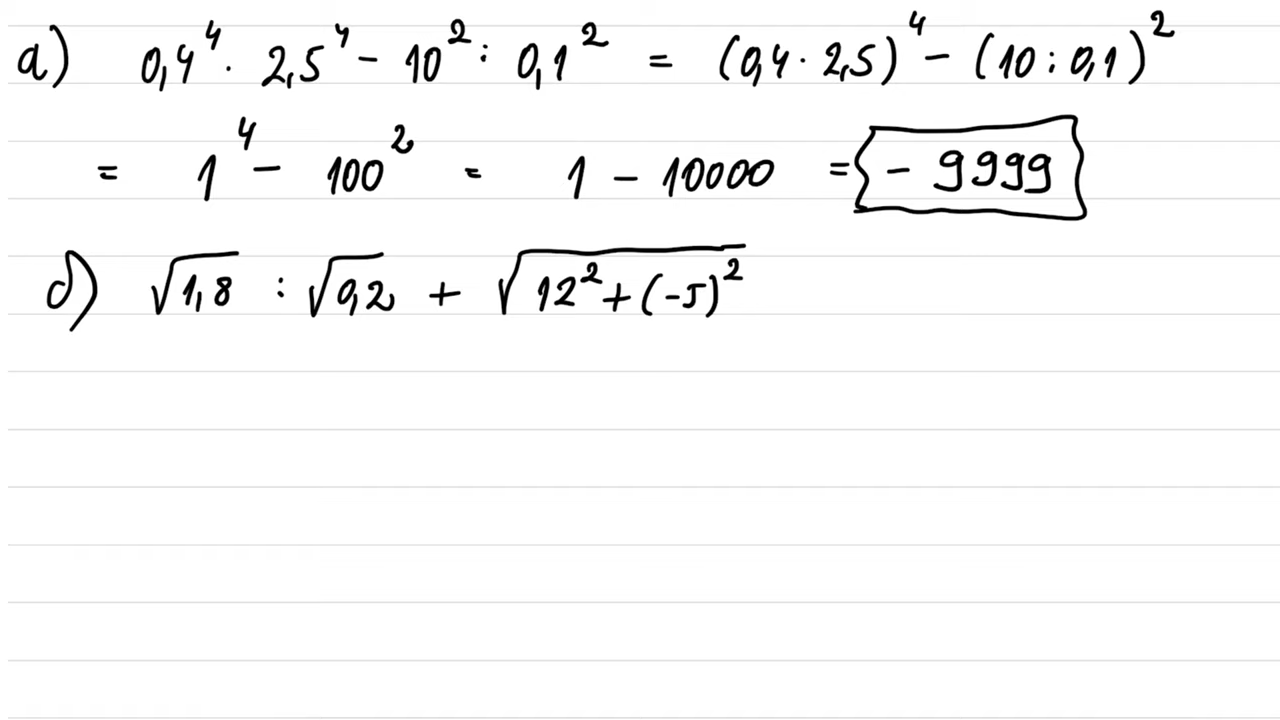 a) 0,4⁴ · 2,5⁴ − 10² : 0,1² = (0,4 · 2,5)⁴ − (10 : 0,1)²
= 1⁴ − 100² = 1 − 10000 = − 9999
d) √1,8 : √0,2 + √(12² + (−5)²)